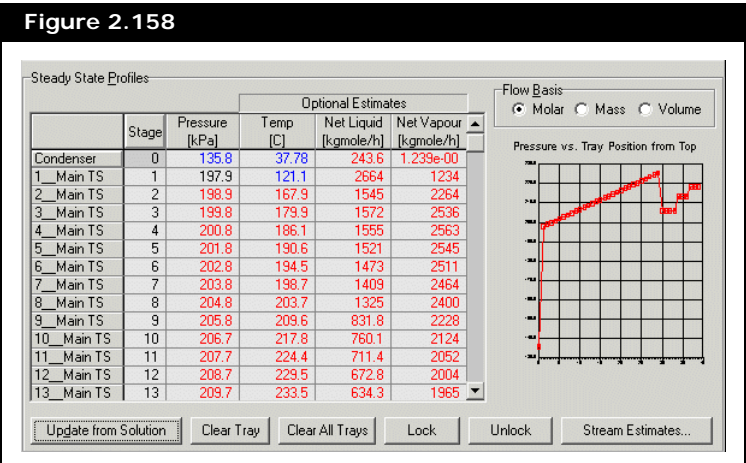 Figure 2.158
Steady State Profiles
Flow Basis
Molar Mass Volume
Optional Estimates
Stage Pressure [kPa] Temp [C] Net Liquid [kgmole/h] Net Vapour [kgmole/h]
Condenser 0 135.8 37.78 243.6 1.239e-00
1__Main TS 1 197.9 121.1 2664 1234
2__Main TS 2 198.9 167.9 1545 2264
3__Main TS 3 199.8 179.9 1572 2536
4__Main TS 4 200.8 186.1 1555 2563
5__Main TS 5 201.8 190.6 1521 2545
6__Main TS 6 202.8 194.5 1473 2511
7__Main TS 7 203.8 198.7 1409 2464
8__Main TS 8 204.8 203.7 1325 2400
9__Main TS 9 205.8 209.6 831.8 2228
10__Main TS 10 206.7 217.8 760.1 2124
11__Main TS 11 207.7 224.4 711.4 2052
12__Main TS 12 208.7 229.5 672.8 2004
13__Main TS 13 209.7 233.5 634.3 1965
Pressure vs. Tray Position from Top
Update from Solution Clear Tray Clear All Trays Lock Unlock Stream Estimates...